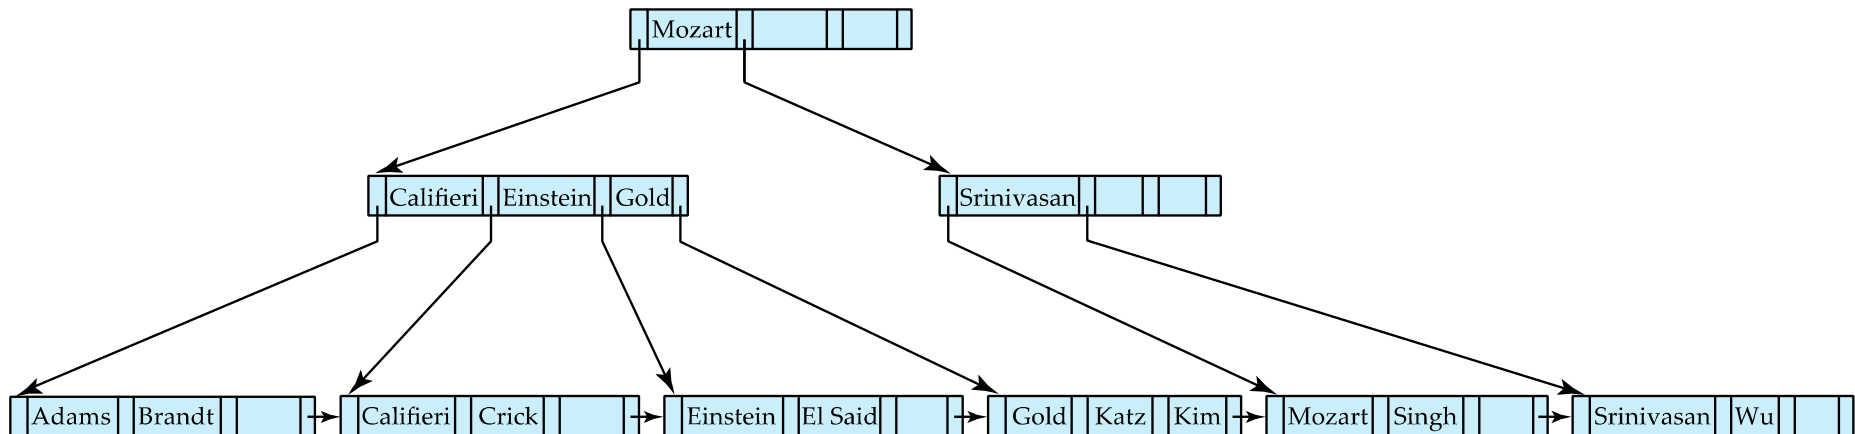 Mozart
Califieri Einstein Gold Srinivasan
Adams Brandt Califieri Crick Einstein El Said Gold Katz Kim Mozart Singh Srinivasan Wu